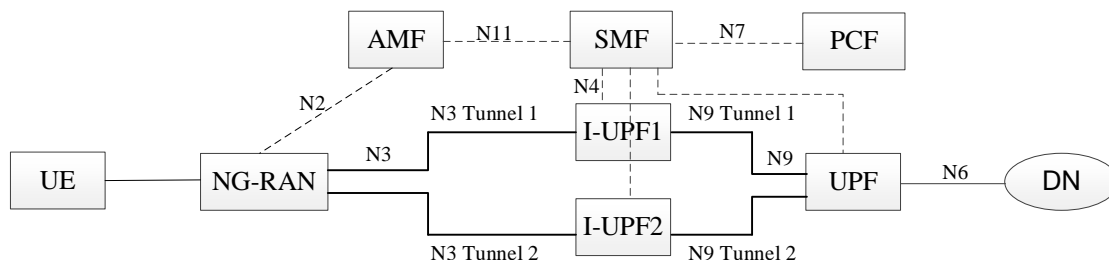 AMF
N11
SMF
N7
PCF
N2
N4
N3 Tunnel 1
I-UPF1
N9 Tunnel 1
UE
NG-RAN
N3
N9
UPF
N6
DN
I-UPF2
N3 Tunnel 2
N9 Tunnel 2